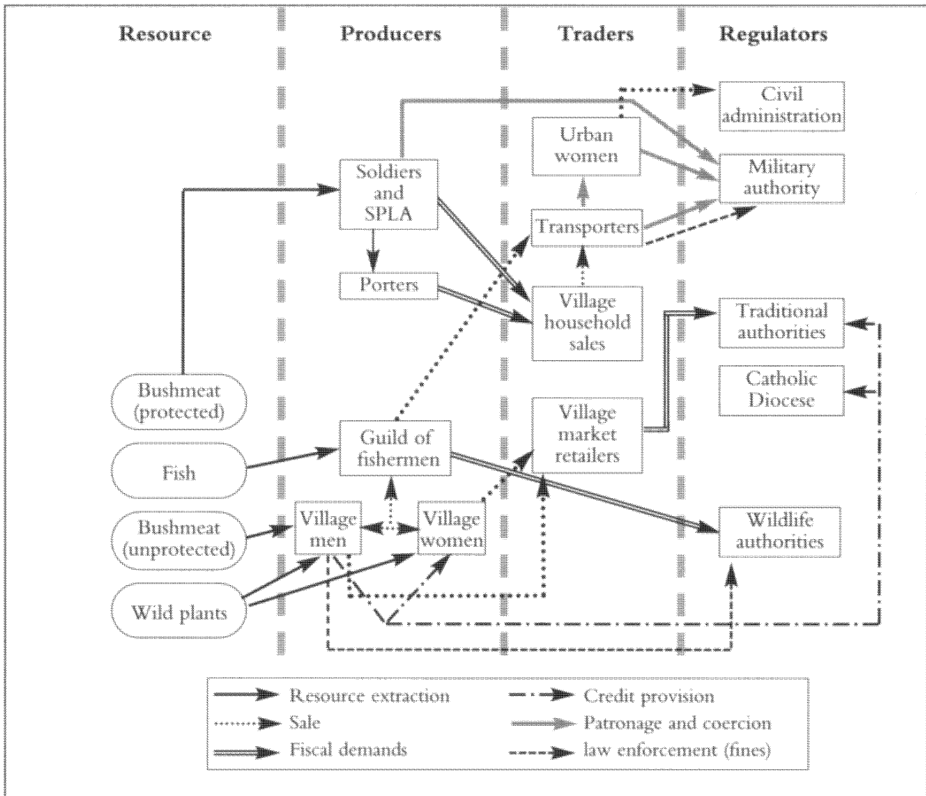 Resource
Producers
Traders
Regulators
Civil
administration
Urban
women
Military
authority
Soldiers
and
SPLA
Transporters
Porters
Village
household
sales
Traditional
authorities
Bushmeat
(protected)
Catholic
Diocese
Village
market
retailers
Guild of
fishermen
Fish
Village
men
Village
women
Wildlife
authorities
Bushmeat
(unprotected)
Wild plants
Resource extraction
Credit provision
Sale
Patronage and coercion
Fiscal demands
law enforcement (fines)